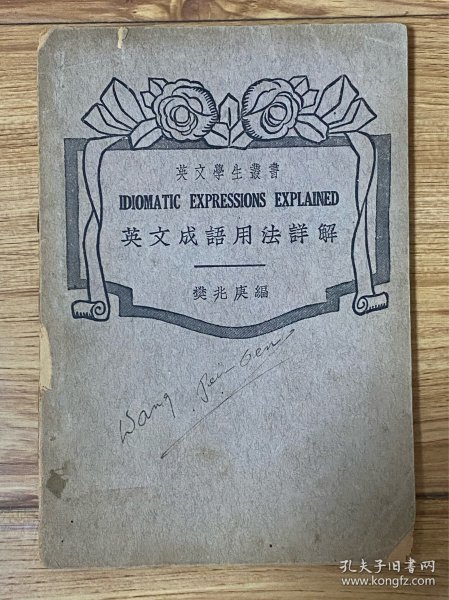 英文學生叢書
IDIOMATIC EXPRESSIONS EXPLAINED
英文成語用法詳解
樊兆庚編
Wang Pei-Gen
孔夫子旧书网
www.kongfz.com